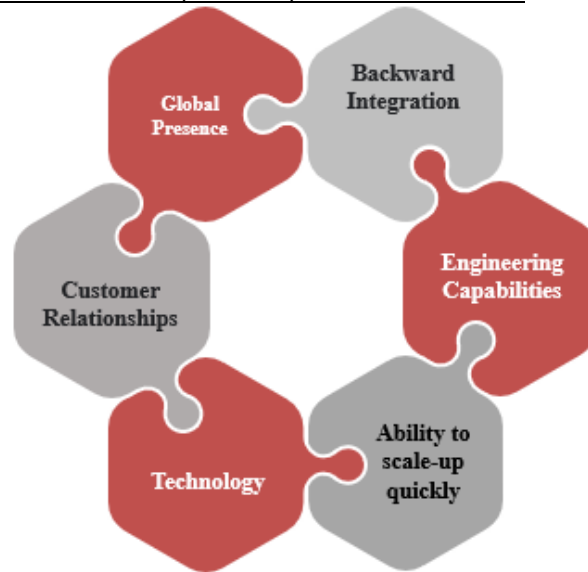 Global
Presence
Backward
Integration
Engineering
Capabilities
Ability to
scale-up
quickly
Technology
Customer
Relationships